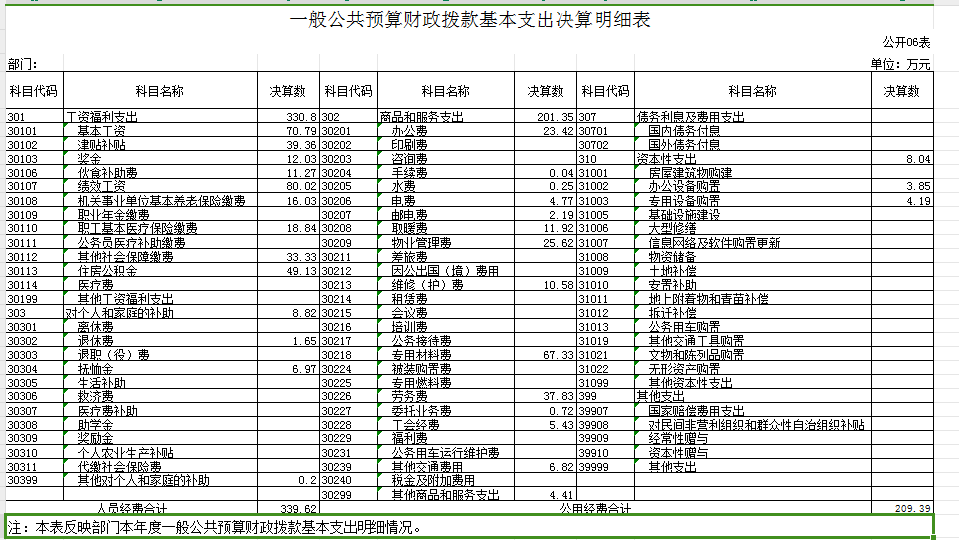 一般公共预算财政拨款基本支出决算明细表
公开06表
部门： 单位：万元
科目代码 科目名称 决算数 科目代码 科目名称 决算数 科目代码 科目名称 决算数
301 工资福利支出 330.8 302 商品和服务支出 201.35 307 债务利息及费用支出
30101 基本工资 70.79 30201 办公费 23.42 30701 国内债务付息
30102 津贴补贴 39.36 30202 印刷费 30702 国外债务付息
30103 奖金 12.03 30203 咨询费 310 资本性支出 8.04
30106 伙食补助费 11.27 30204 手续费 0.04 31001 房屋建筑物购建
30107 绩效工资 80.02 30205 水费 0.25 31002 办公设备购置 3.85
30108 机关事业单位基本养老保险缴费 16.03 30206 电费 4.77 31003 专用设备购置 4.19
30109 职业年金缴费 30207 邮电费 2.19 31005 基础设施建设
30110 职工基本医疗保险缴费 18.84 30208 取暖费 11.92 31006 大型修缮
30111 公务员医疗补助缴费 30209 物业管理费 25.62 31007 信息网络及软件购置更新
30112 其他社会保障缴费 33.33 30211 差旅费 31008 物资储备
30113 住房公积金 49.13 30212 因公出国（境）费用 31009 土地补偿
30114 医疗费 30213 维修（护）费 10.58 31010 安置补助
30199 其他工资福利支出 30214 租赁费 31011 地上附着物和青苗补偿
303 对个人和家庭的补助 8.82 30215 会议费 31012 拆迁补偿
30301 离休费 30216 培训费 31013 公务用车购置
30302 退休费 1.65 30217 公务接待费 31019 其他交通工具购置
30303 退职（役）费 30218 专用材料费 67.33 31021 文物和陈列品购置
30304 抚恤金 6.97 30224 被装购置费 31022 无形资产购置
30305 生活补助 30225 专用燃料费 31099 其他资本性支出
30306 救济费 30226 劳务费 37.83 399 其他支出
30307 医疗费补助 30227 委托业务费 0.72 39907 国家赔偿费用支出
30308 助学金 30228 工会经费 5.43 39908 对民间非营利组织和群众性自治组织补贴
30309 奖励金 30229 福利费 39909 经常性赠与
30310 个人农业生产补贴 30231 公务用车运行维护费 39910 资本性赠与
30311 代缴社会保险费 30239 其他交通费用 6.82 39999 其他支出
30399 其他对个人和家庭的补助 0.2 30240 税金及附加费用
30299 其他商品和服务支出 4.41
人员经费合计 339.62 公用经费合计 209.39
注：本表反映部门本年度一般公共预算财政拨款基本支出明细情况。